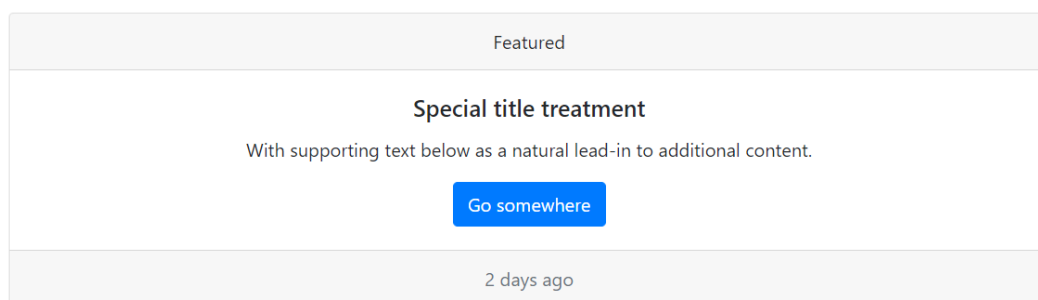 Featured
Special title treatment
With supporting text below as a natural lead-in to additional content.
Go somewhere
2 days ago